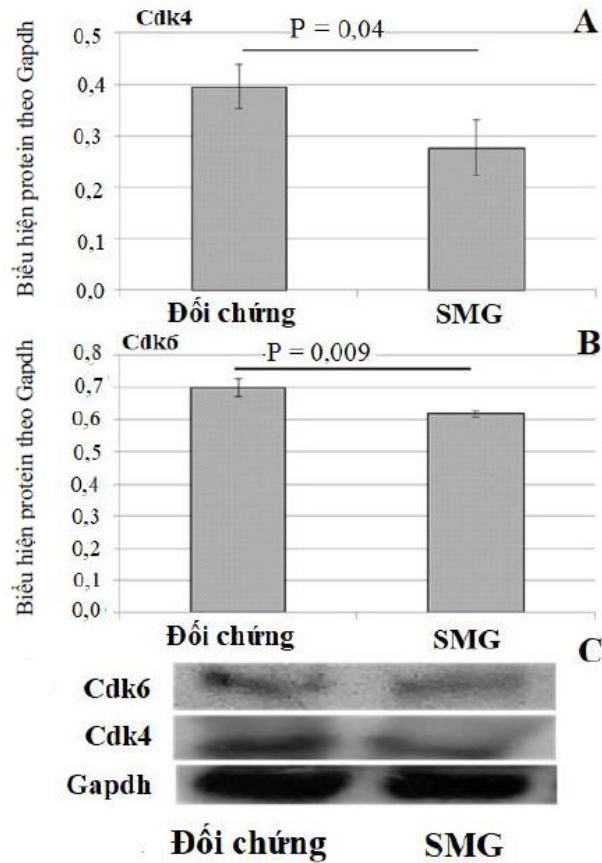 Cdk4
A
P = 0,04
Biểu hiện protein theo Gapdh
0,5
0,4
0,3
0,2
0,1
0,0
Đối chứng
SMG
Cdk6
B
P = 0,009
Biểu hiện protein theo Gapdh
0,8
0,7
0,6
0,5
0,4
0,3
0,2
0,1
0,0
Đối chứng
SMG
C
Cdk6
Cdk4
Gapdh
Đối chứng
SMG